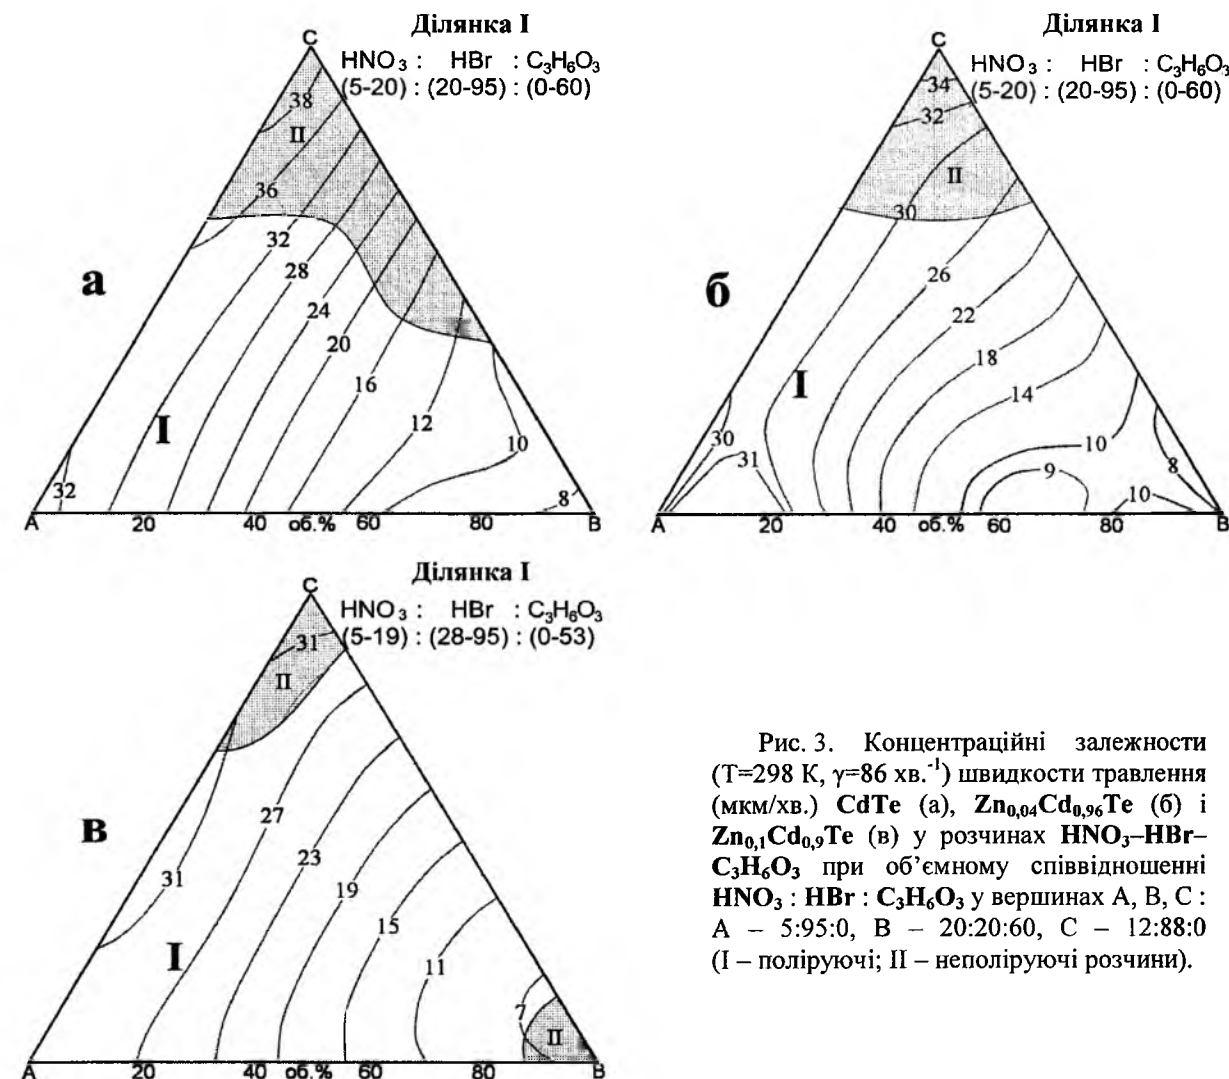 Ділянка I
C
HNO3 : HBr : C3H6O3
(5-20) : (20-95) : (0-60)
38
II
36
32
28
24
20
16
12
10
8
32
I
а
A 20 40 об.% 60 80 B
Ділянка I
C
HNO3 : HBr : C3H6O3
(5-20) : (20-95) : (0-60)
34
32
II
30
26
22
18
14
10
9
8
10
30
31
I
б
A 20 40 об.% 60 80 B
Ділянка I
C
HNO3 : HBr : C3H6O3
(5-19) : (28-95) : (0-53)
31
II
27
23
19
15
11
7
II
31
I
в
A 20 40 об.% 60 80 B
Рис. 3. Концентраційні залежности
(T=298 K, γ=86 хв.-1) швидкости травлення
(мкм/хв.) CdTe (а), Zn0,04Cd0,96Te (б) і
Zn0,1Cd0,9Te (в) у розчинах HNO3–HBr–
C3H6O3 при об’ємному співвідношенні
HNO3 : HBr : C3H6O3 у вершинах A, B, C :
A – 5:95:0, B – 20:20:60, C – 12:88:0
(I – поліруючі; II – неполіруючі розчини).